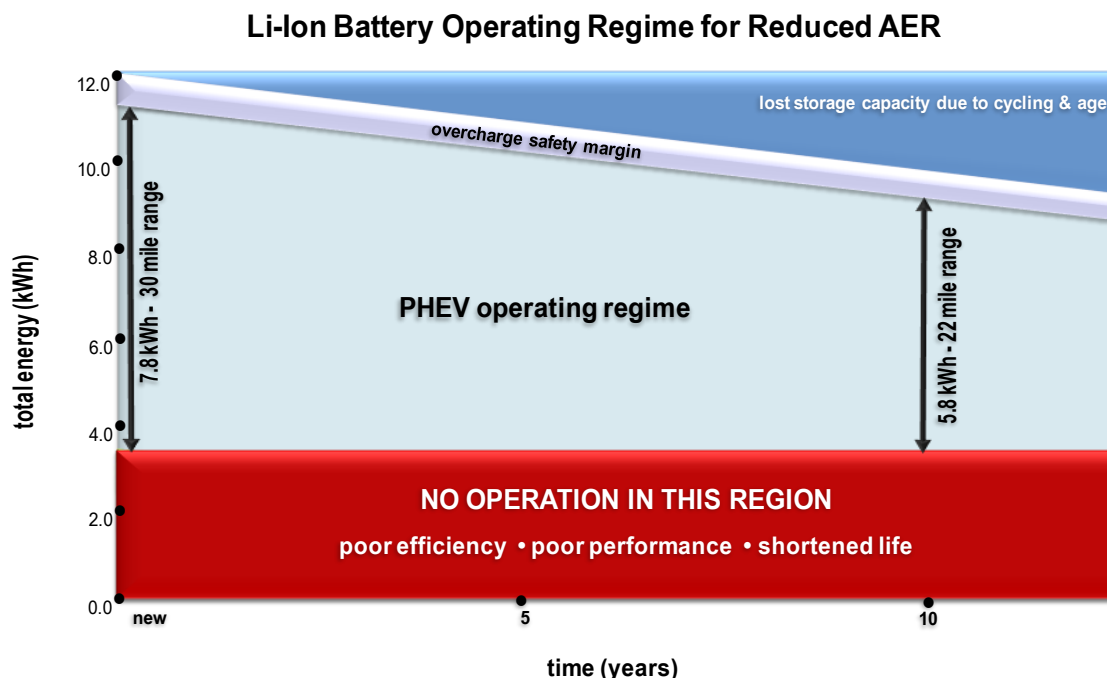 Li-Ion Battery Operating Regime for Reduced AER
12.0
lost storage capacity due to cycling & age
overcharge safety margin
10.0
7.8 kWh - 30 mile range
8.0
total energy (kWh)
PHEV operating regime
5.8 kWh - 22 mile range
6.0
4.0
NO OPERATION IN THIS REGION
2.0
poor efficiency • poor performance • shortened life
0.0
new
5
10
time (years)